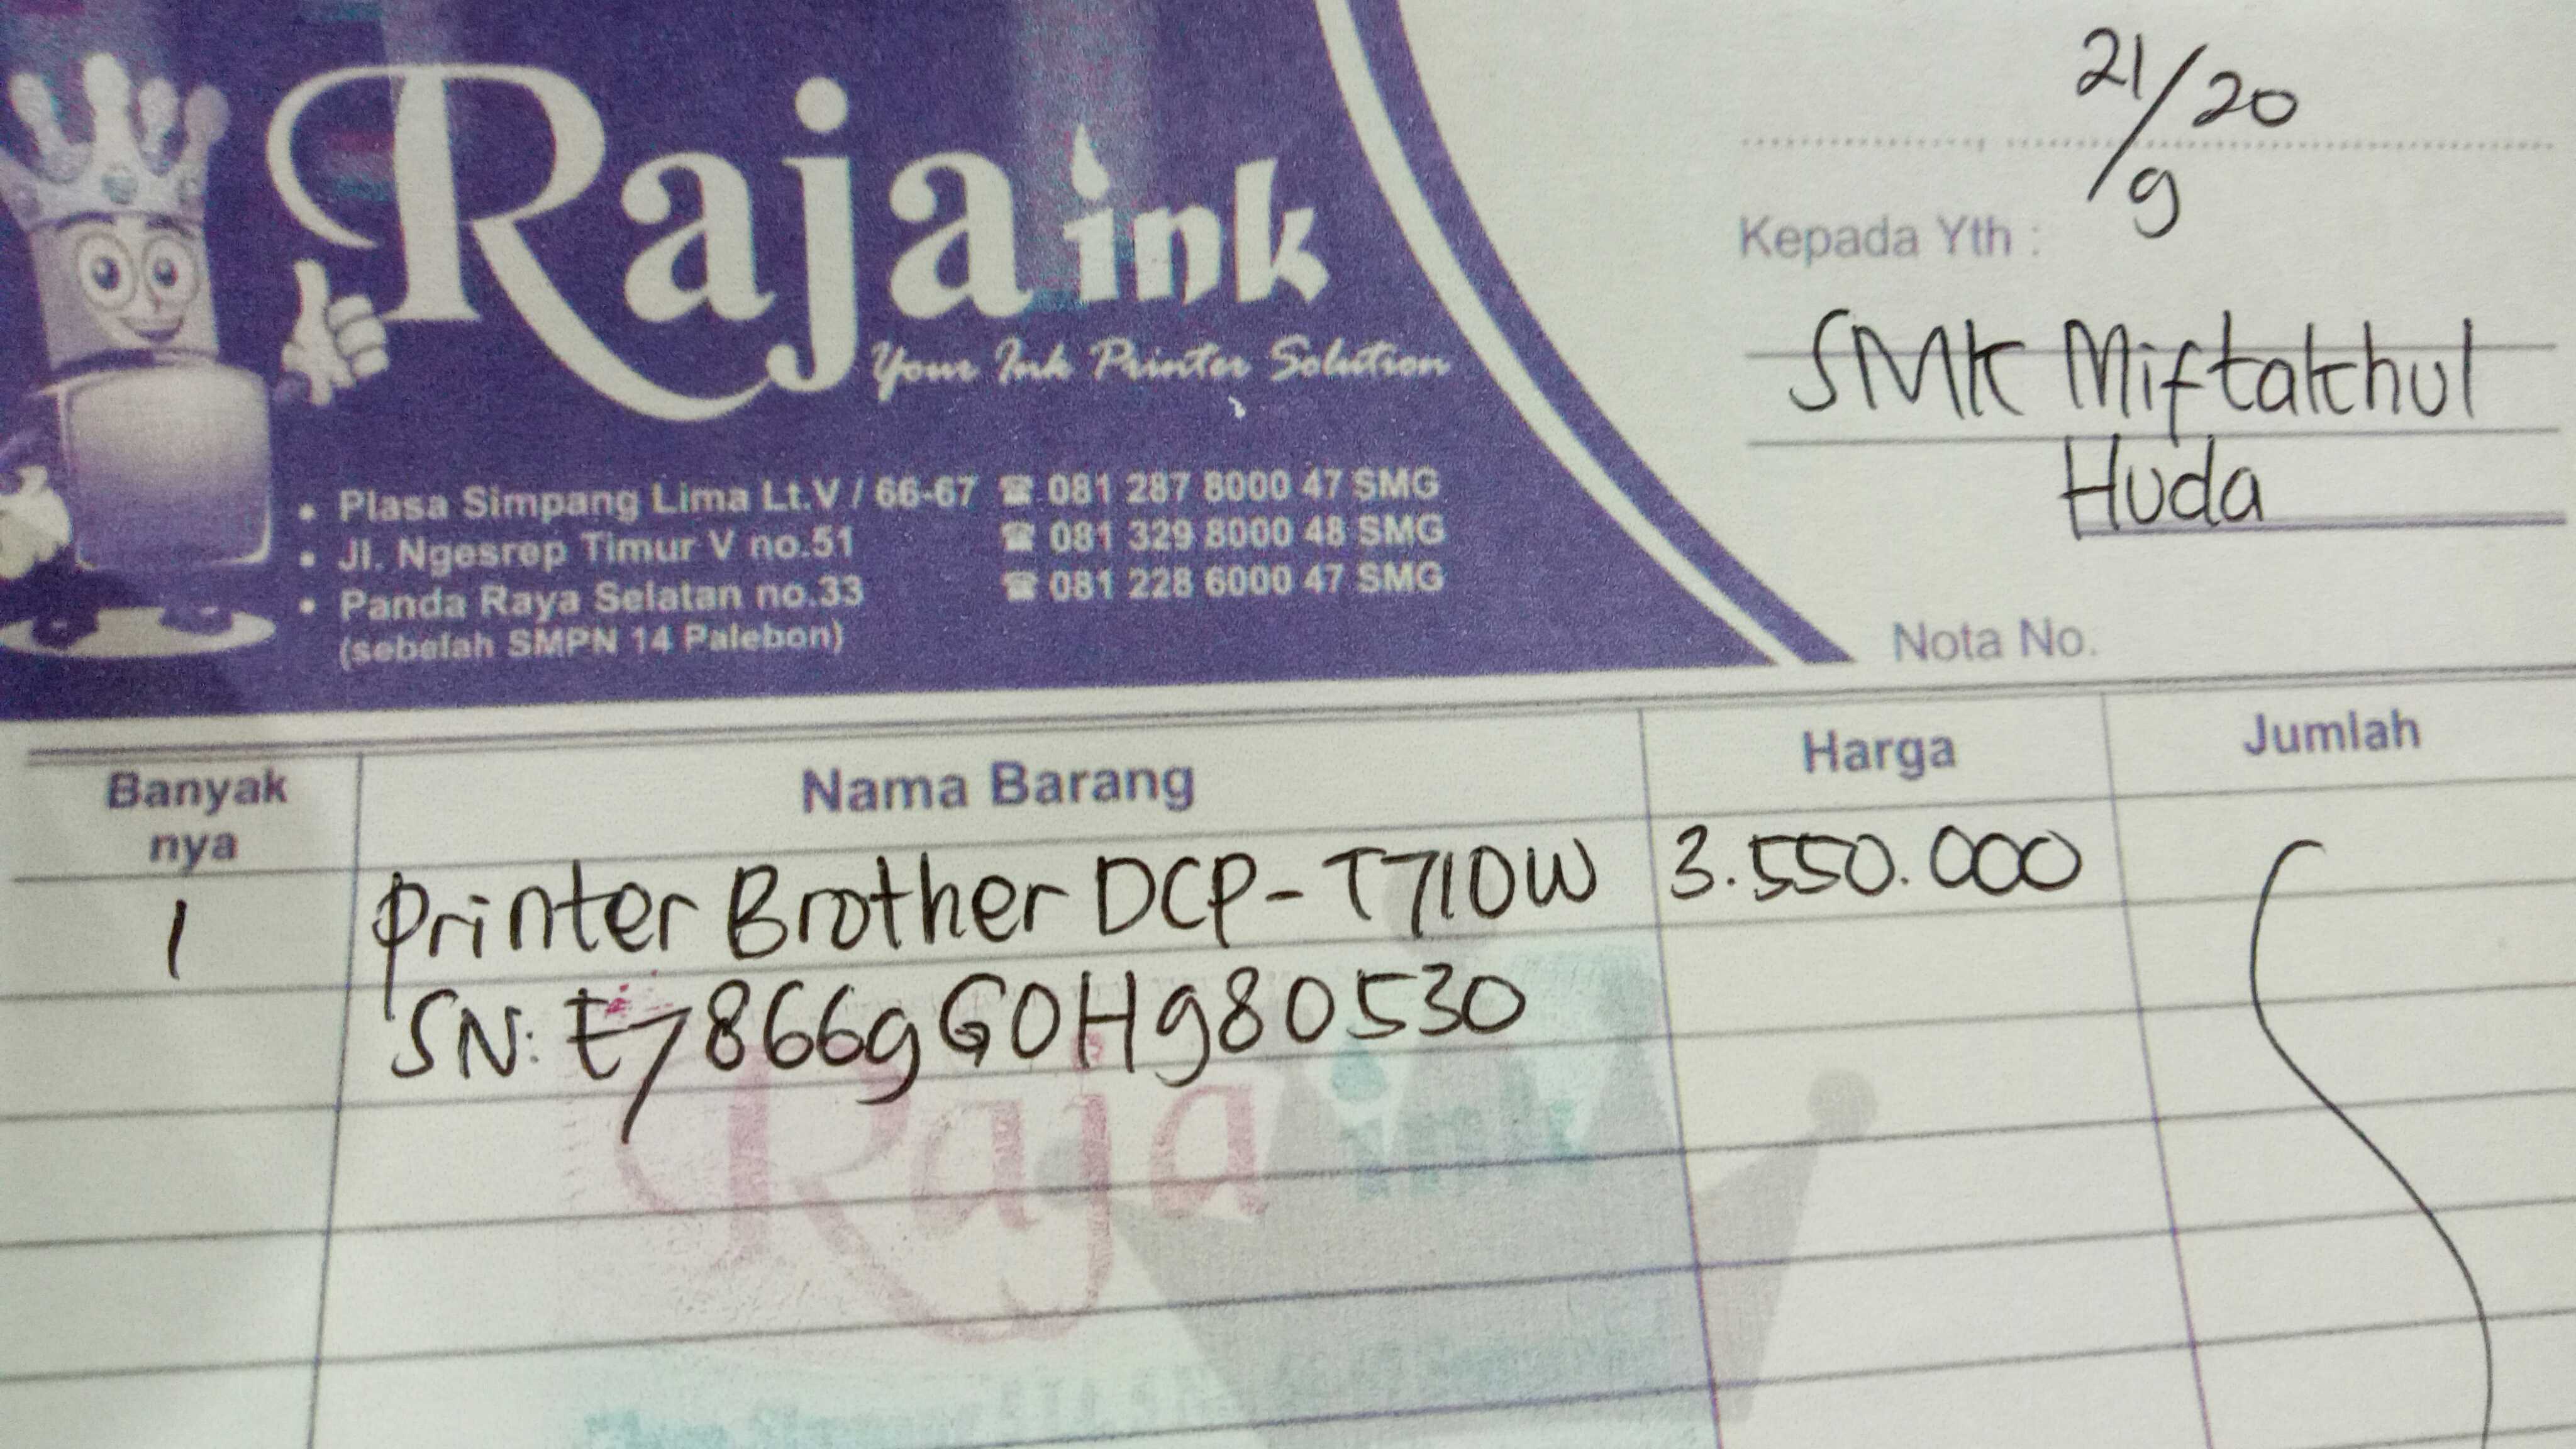 Raja ink
Your Ink Printer Solution
• Plasa Simpang Lima Lt.V / 66-67 ☎ 081 287 8000 47 SMG
• Jl. Ngesrep Timur V no.51 ☎ 081 329 8000 48 SMG
• Panda Raya Selatan no.33 ☎ 081 228 6000 47 SMG
(sebelah SMPN 14 Palebon)
21/9 20
Kepada Yth :
SMK Miftakhul
Huda
Nota No.
Banyak nya Nama Barang Harga Jumlah
1 Printer Brother DCP-T710W 3.550.000
SN: E78669G0H980530
Raja ink